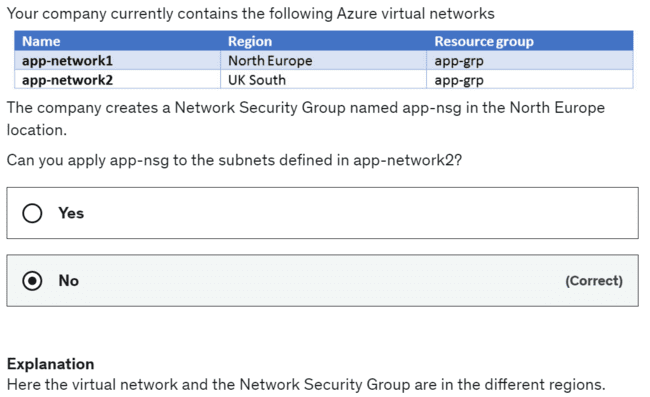 Your company currently contains the following Azure virtual networks
Name Region Resource group
app-network1 North Europe app-grp
app-network2 UK South app-grp
The company creates a Network Security Group named app-nsg in the North Europe
location.
Can you apply app-nsg to the subnets defined in app-network2?
Yes
No (Correct)
Explanation
Here the virtual network and the Network Security Group are in the different regions.